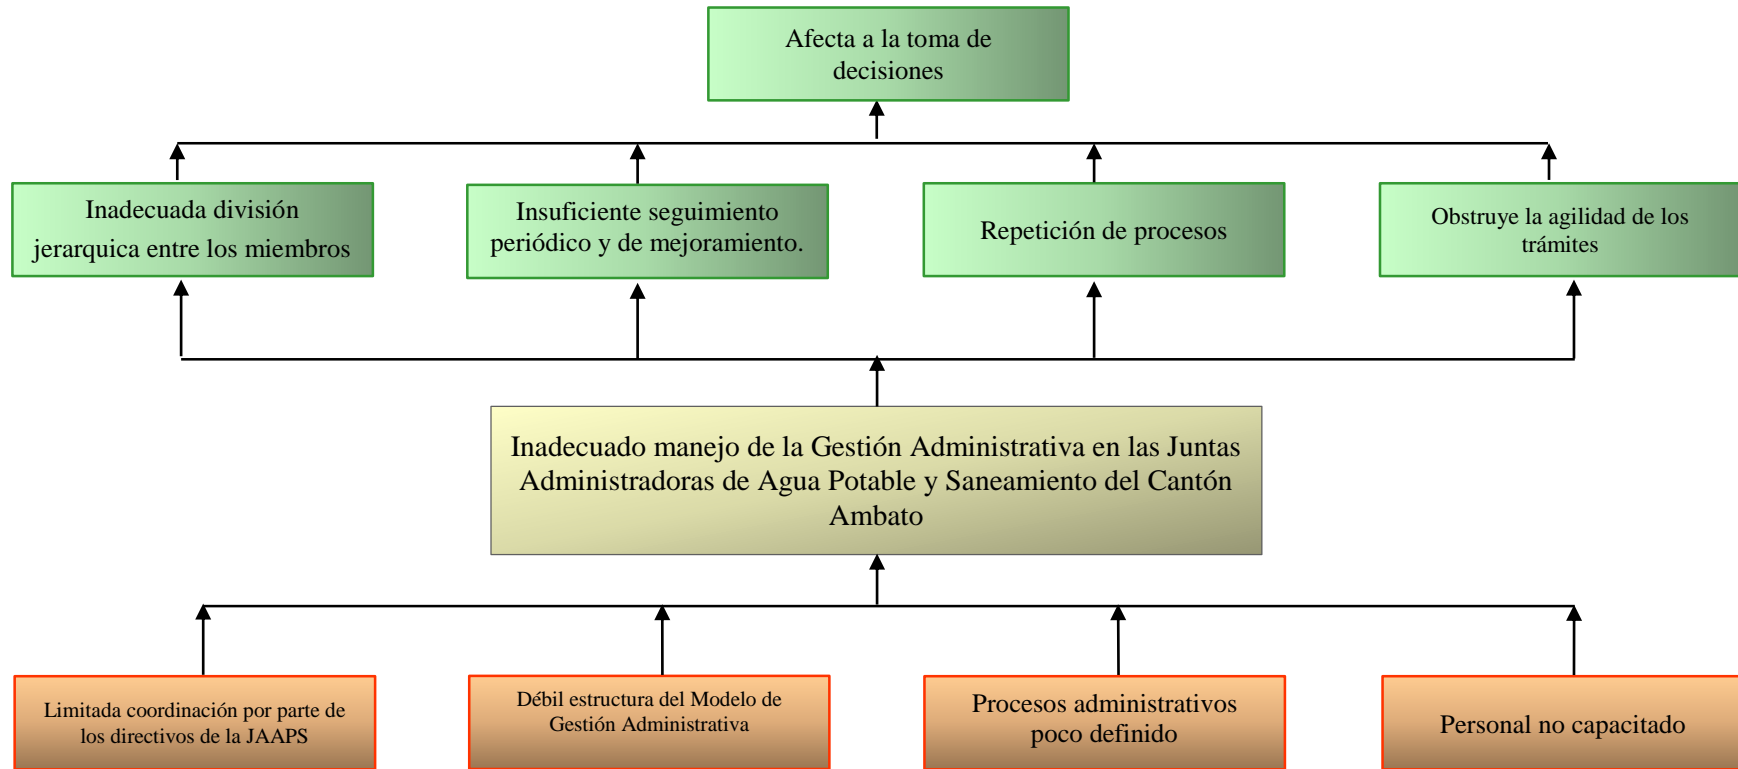 Afecta a la toma de
decisiones
Inadecuada división
jerarquica entre los miembros
Insuficiente seguimiento
periódico y de mejoramiento.
Repetición de procesos
Obstruye la agilidad de los
trámites
Inadecuado manejo de la Gestión Administrativa en las Juntas
Administradoras de Agua Potable y Saneamiento del Cantón
Ambato
Limitada coordinación por parte de
los directivos de la JAAPS
Débil estructura del Modelo de
Gestión Administrativa
Procesos administrativos
poco definido
Personal no capacitado